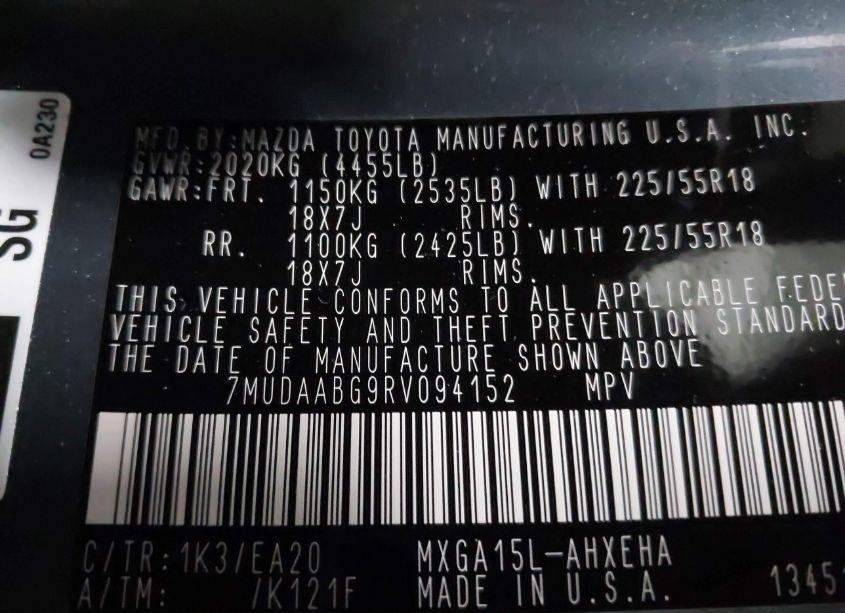 0A230
SG
MFD. BY:MAZDA TOYOTA MANUFACTURING U.S.A. INC.
GVWR:2020KG (4455LB)
GAWR:FRT. 1150KG (2535LB) WITH 225/55R18
18X7J RIMS.
RR. 1100KG (2425LB) WITH 225/55R18
18X7J RIMS.
THIS VEHICLE CONFORMS TO ALL APPLICABLE FEDE
VEHICLE SAFETY AND THEFT PREVENTION STANDARD
THE DATE OF MANUFACTURE SHOWN ABOVE
7MUDAABG9RV094152 MPV
C/TR:1K3/EA20 MXGA15L-AHXEHA
A/TM: /K121F MADE IN U.S.A. 1345